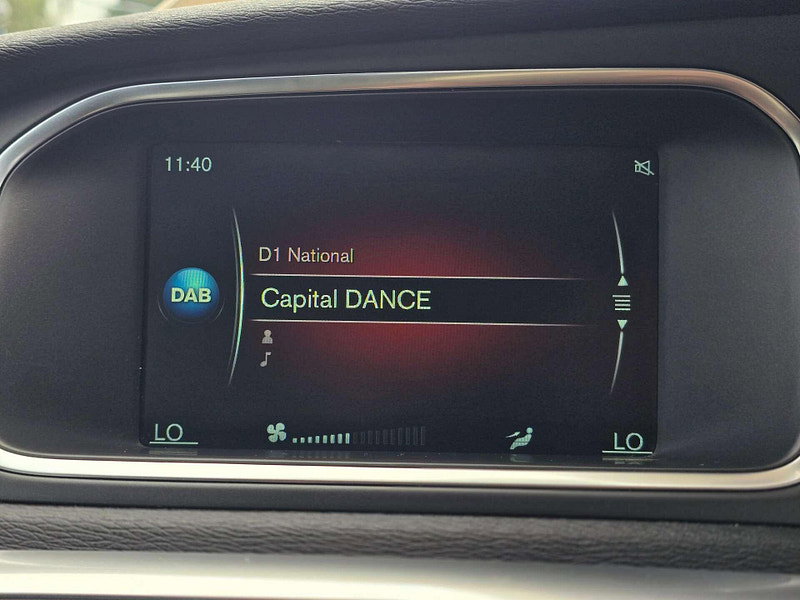 11:40
D1 National
DAB
Capital DANCE
LO
LO